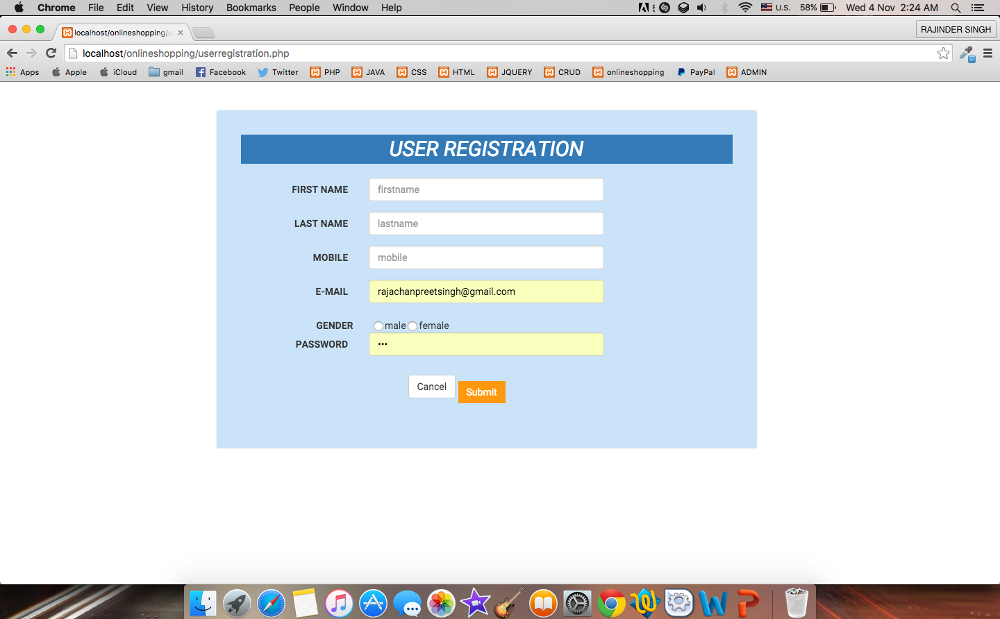 Chrome File Edit View History Bookmarks People Window Help U.S. 58% Wed 4 Nov 2:24 AM
localhost/onlineshopping/u RAJINDER SINGH
localhost/onlineshopping/userregistration.php
Apps Apple iCloud gmail Facebook Twitter PHP JAVA CSS HTML JQUERY CRUD onlineshopping PayPal ADMIN
USER REGISTRATION
FIRST NAME firstname
LAST NAME lastname
MOBILE mobile
E-MAIL rajachanpreetsingh@gmail.com
GENDER male female
PASSWORD •••
Cancel Submit